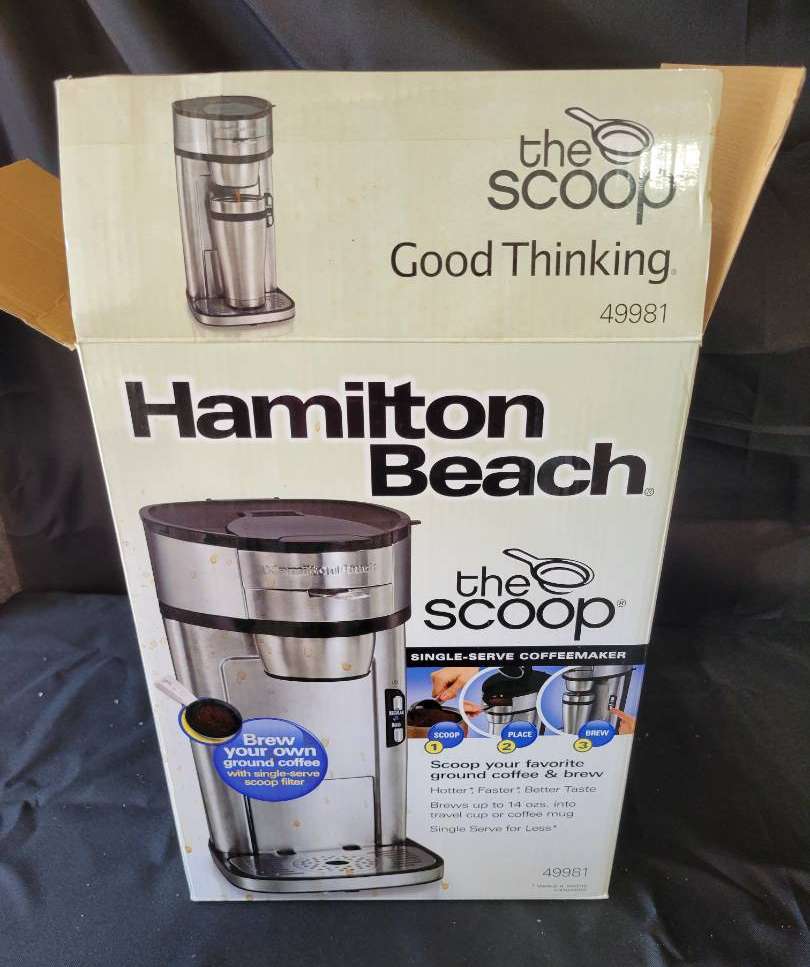 the
scoop
Good Thinking®
49981
Hamilton
Beach®
the
scoop®
SINGLE-SERVE COFFEEMAKER
Hamilton Beach
SCOOP
1
PLACE
2
BREW
3
Brew
your own
ground coffee
with single-serve
scoop filter
Scoop your favorite
ground coffee & brew
Hotter*, Faster*, Better Taste
Brews up to 14 ozs. into
travel cup or coffee mug
Single Serve for Less*
49981